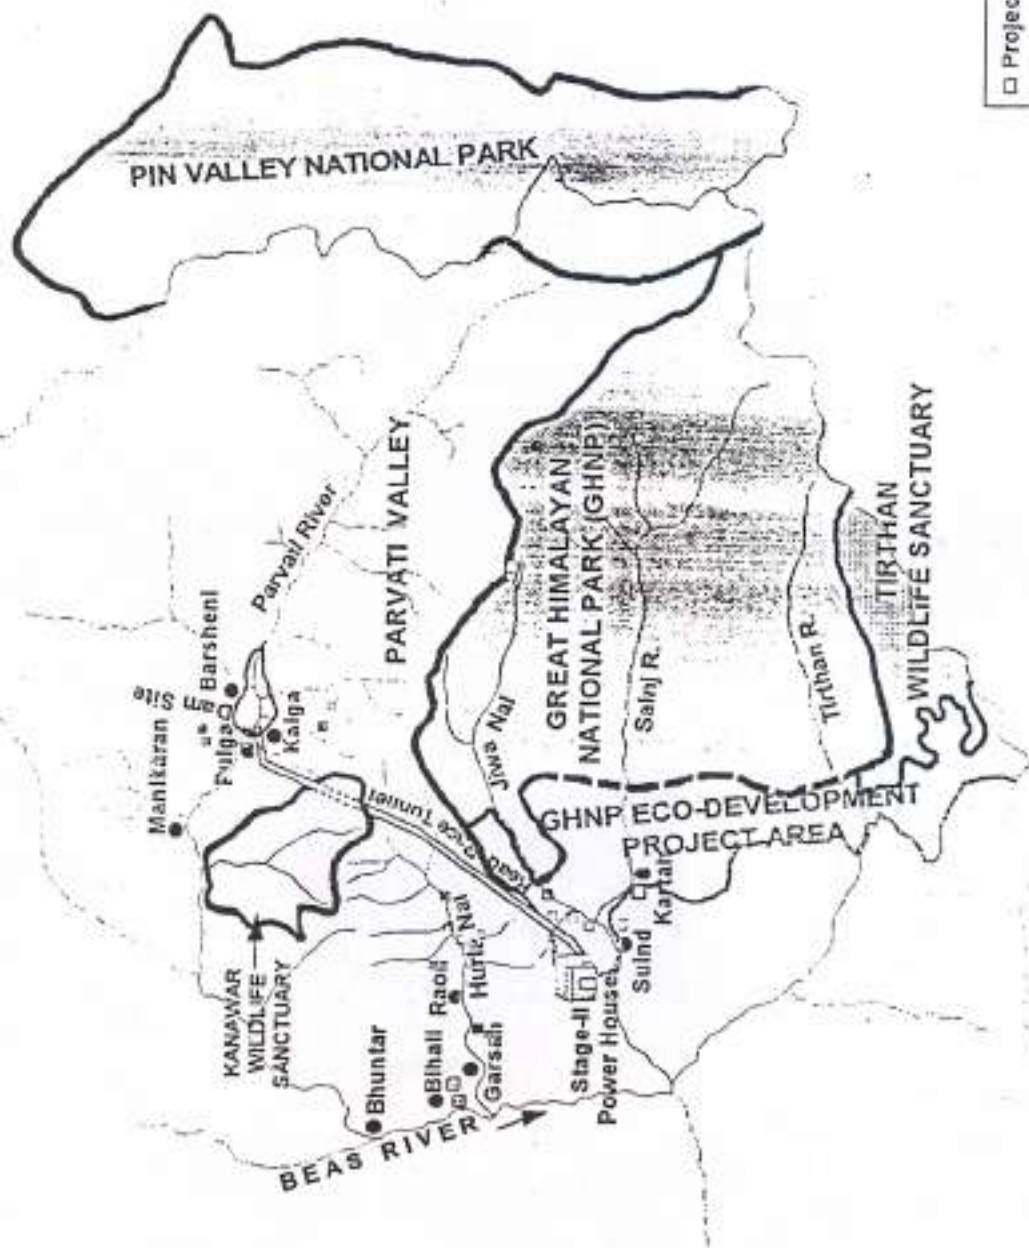 □ Projec
PIN VALLEY NATIONAL PARK
PARVATI VALLEY
Parvati River
Barsheni
Dam Site
Manikaran
Pulga
Kalga
GREAT HIMALAYAN
NATIONAL PARK (GHNP)
Jiwa Nal
Sainj R.
Tirthan R.
TIRTHAN
WILDLIFE SANCTUARY
GHNP ECO-DEVELOPMENT
PROJECT AREA
Head Race Tunnel
KANAWAR
WILDLIFE
SANCTUARY
Hurla Nal
Raoli
Bihali
Bhuntar
Garsah
Stage-II
Power House
Suind
BEAS RIVER